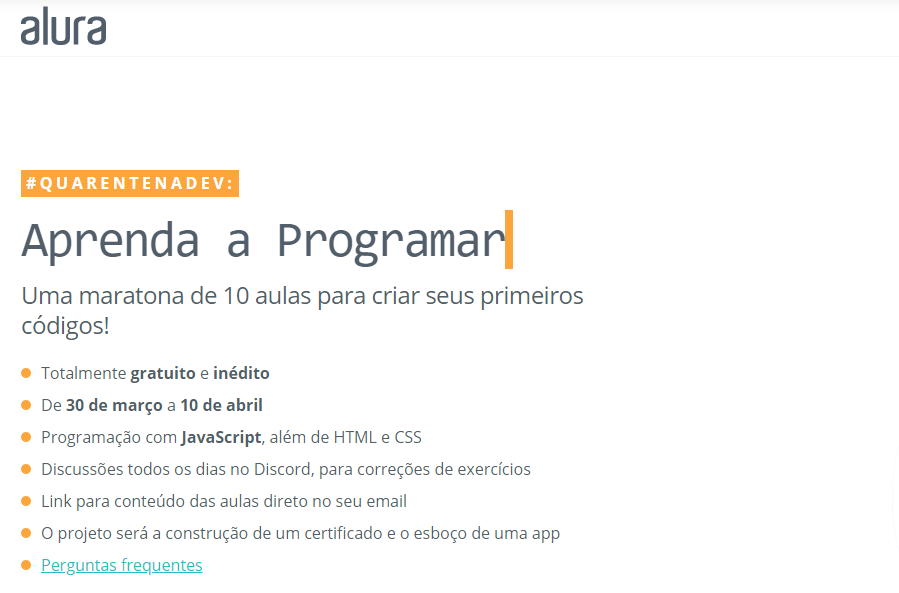 alura
#QUARENTENADEV:
Aprenda a Programar
Uma maratona de 10 aulas para criar seus primeiros
códigos!
Totalmente gratuito e inédito
De 30 de março a 10 de abril
Programação com JavaScript, além de HTML e CSS
Discussões todos os dias no Discord, para correções de exercícios
Link para conteúdo das aulas direto no seu email
O projeto será a construção de um certificado e o esboço de uma app
Perguntas frequentes